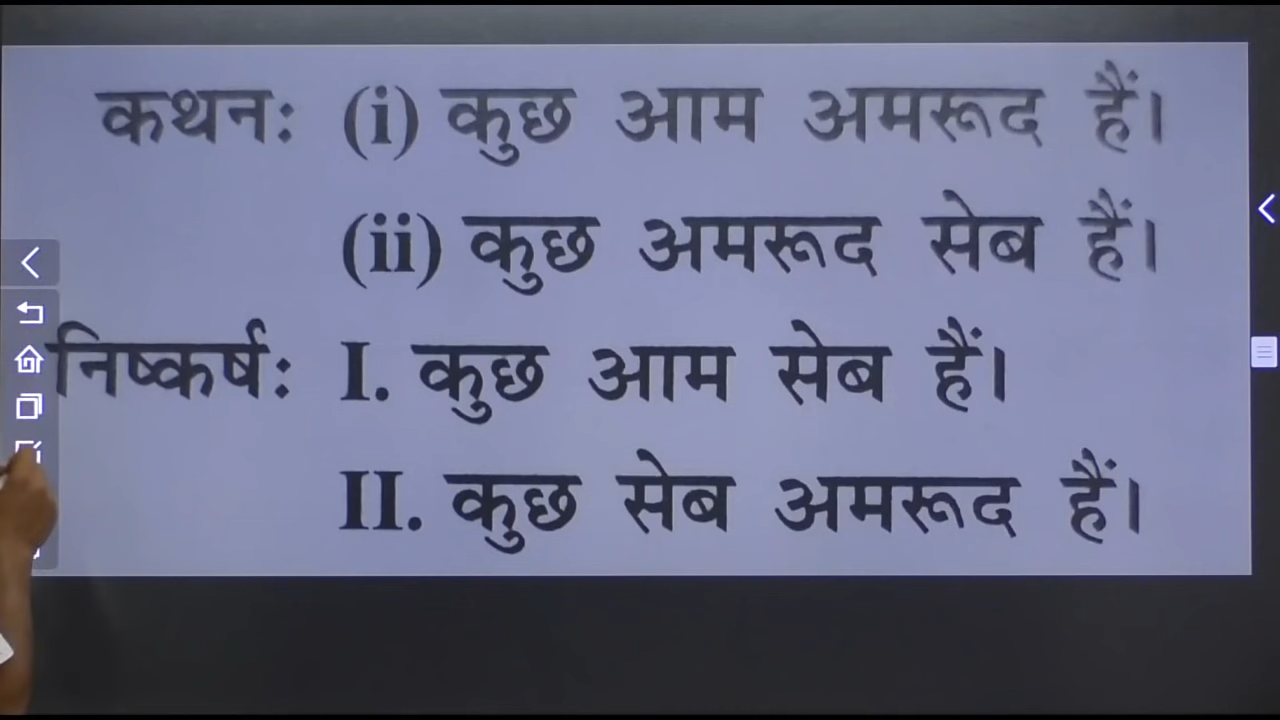 कथनः (i) कुछ आम अमरूद हैं।
(ii) कुछ अमरूद सेब हैं।
निष्कर्षः I. कुछ आम सेब हैं।
II. कुछ सेब अमरूद हैं।